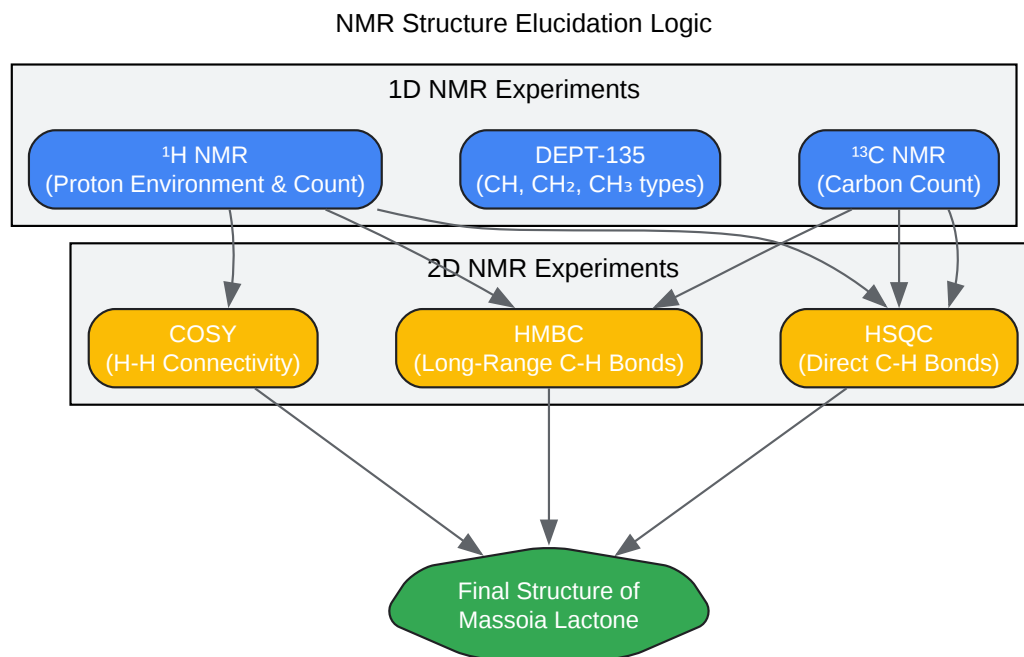 NMR Structure Elucidation Logic
1D NMR Experiments
¹H NMR
(Proton Environment & Count)
DEPT-135
(CH, CH₂, CH₃ types)
¹³C NMR
(Carbon Count)
2D NMR Experiments
COSY
(H-H Connectivity)
HMBC
(Long-Range C-H Bonds)
HSQC
(Direct C-H Bonds)
Final Structure of
Massoia Lactone